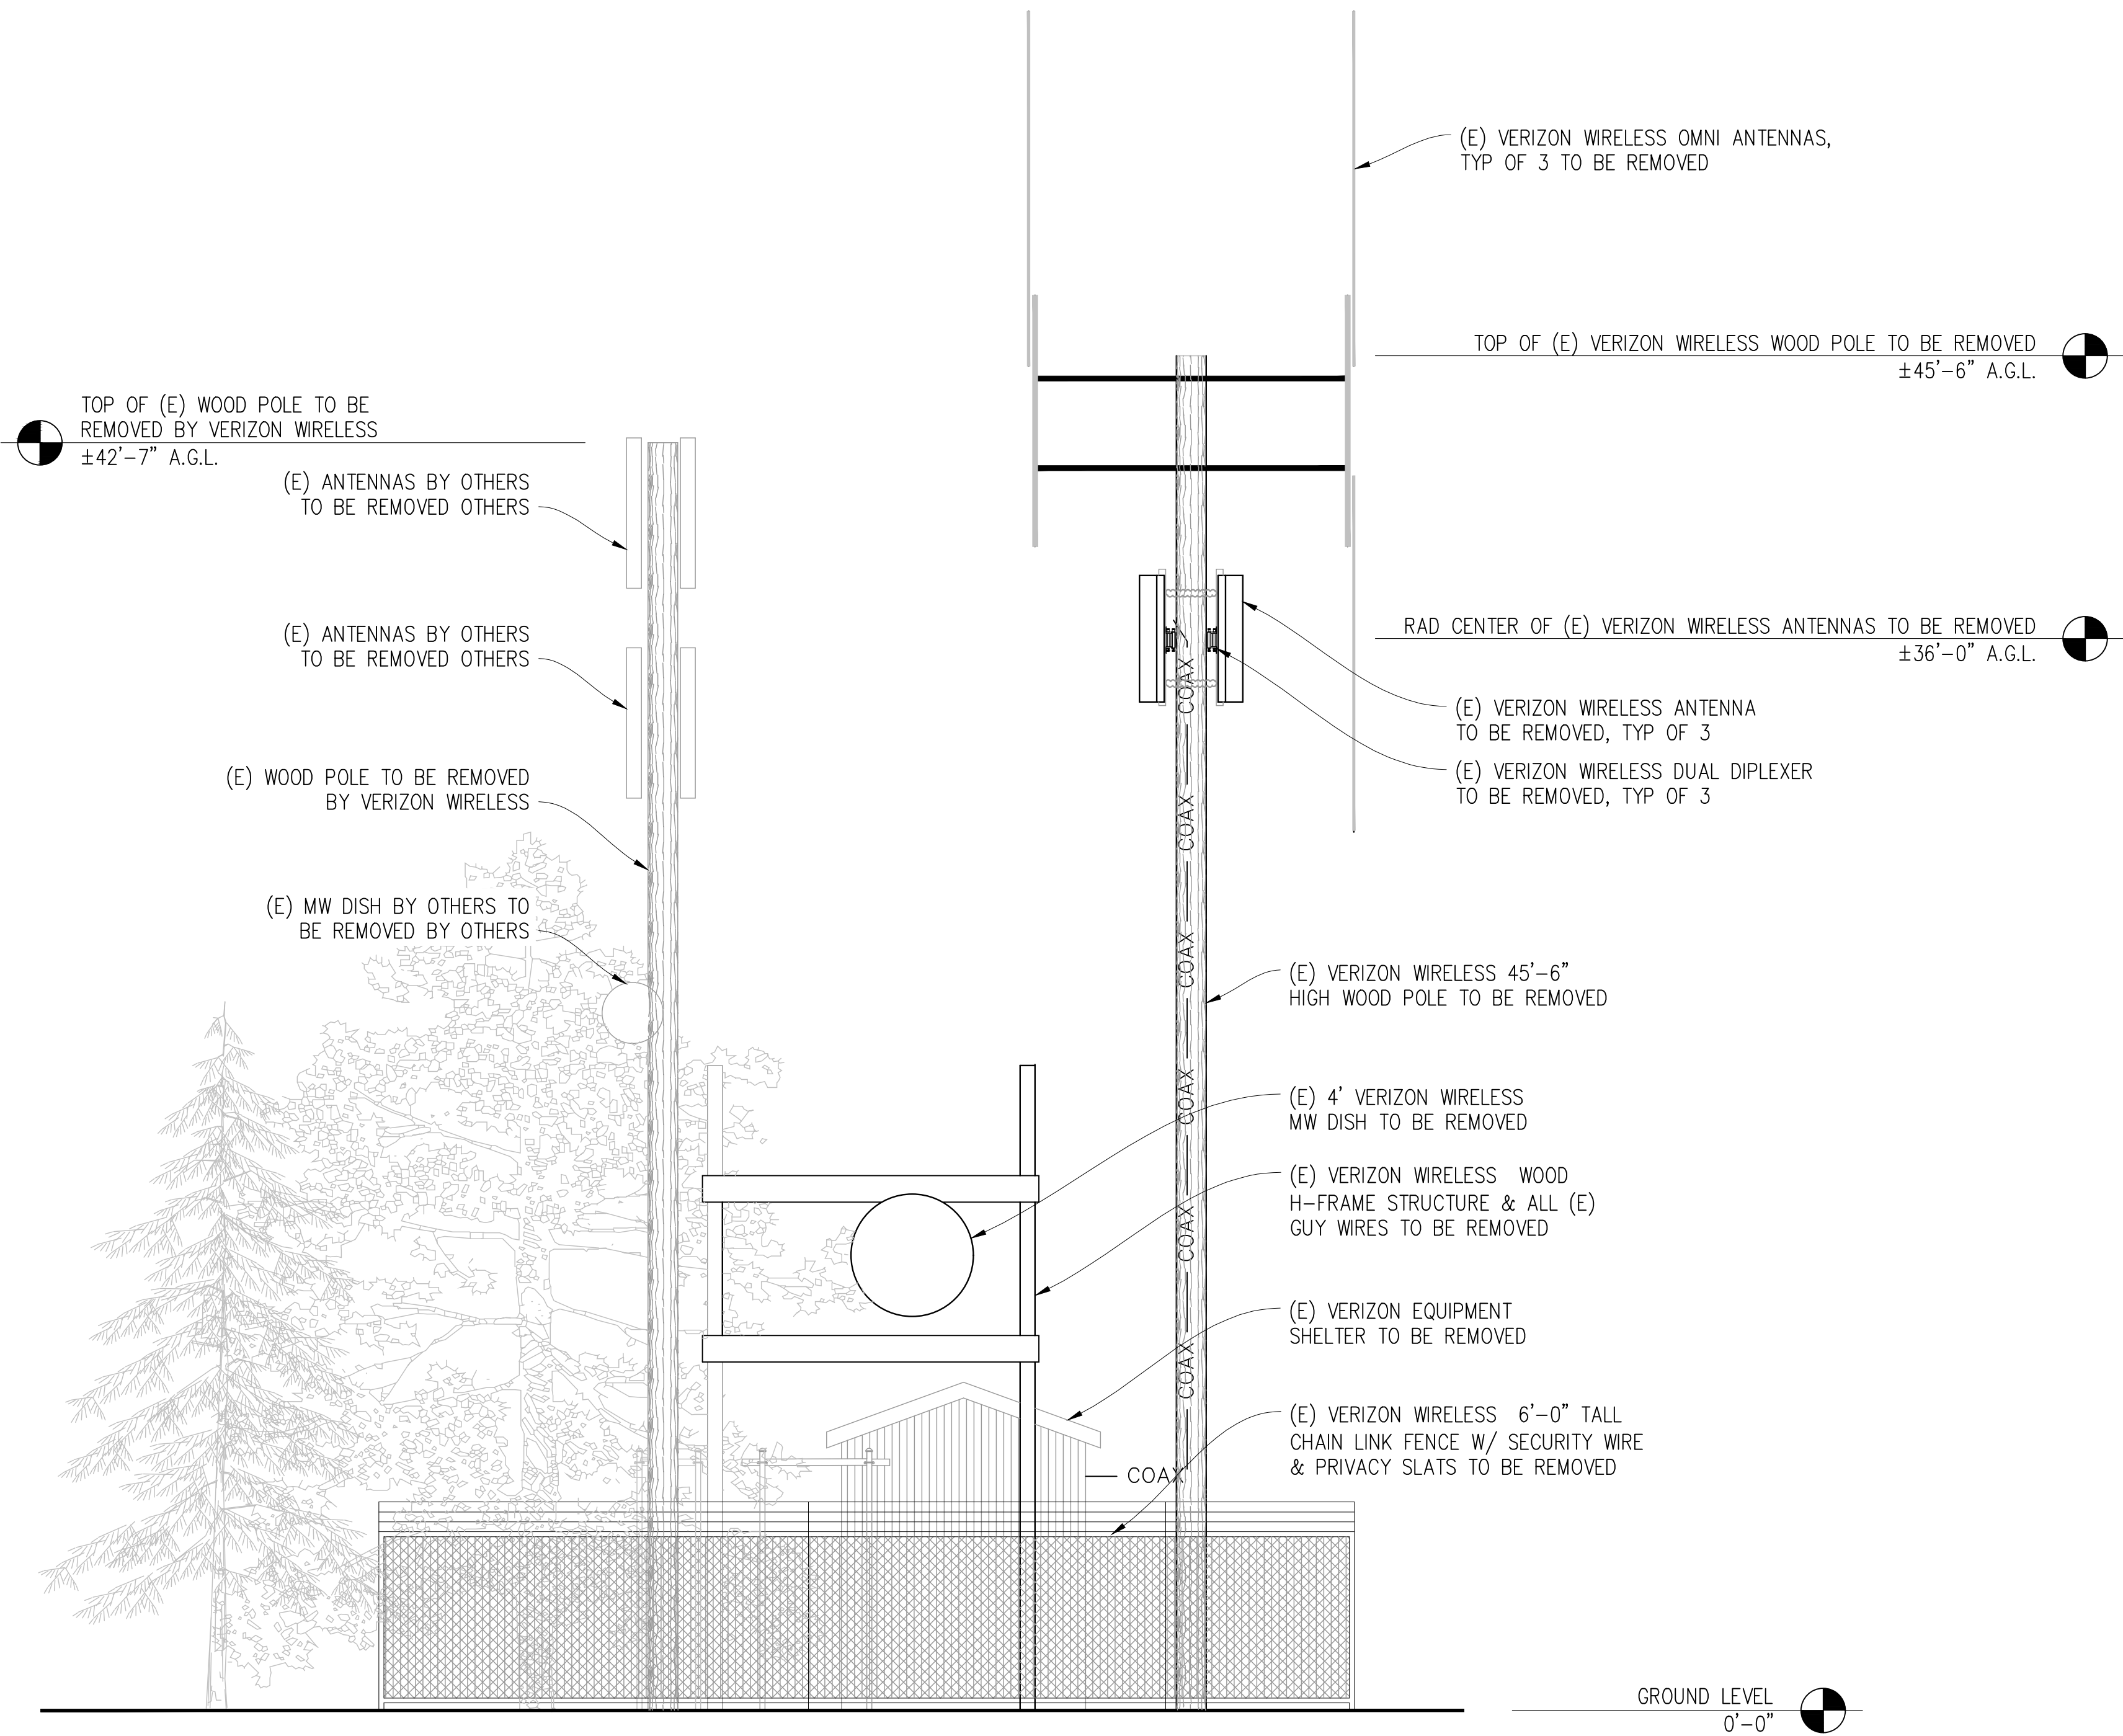 (E) VERIZON WIRELESS OMNI ANTENNAS,
TYP OF 3 TO BE REMOVED
TOP OF (E) VERIZON WIRELESS WOOD POLE TO BE REMOVED
±45'-6" A.G.L.
TOP OF (E) WOOD POLE TO BE
REMOVED BY VERIZON WIRELESS
±42'-7" A.G.L.
(E) ANTENNAS BY OTHERS
TO BE REMOVED OTHERS
(E) ANTENNAS BY OTHERS
TO BE REMOVED OTHERS
(E) WOOD POLE TO BE REMOVED
BY VERIZON WIRELESS
(E) MW DISH BY OTHERS TO
BE REMOVED BY OTHERS
RAD CENTER OF (E) VERIZON WIRELESS ANTENNAS TO BE REMOVED
±36'-0" A.G.L.
(E) VERIZON WIRELESS ANTENNA
TO BE REMOVED, TYP OF 3
(E) VERIZON WIRELESS DUAL DIPLEXER
TO BE REMOVED, TYP OF 3
COAX
COAX
COAX
COAX
COAX
COAX
(E) VERIZON WIRELESS 45'-6"
HIGH WOOD POLE TO BE REMOVED
(E) 4' VERIZON WIRELESS
MW DISH TO BE REMOVED
(E) VERIZON WIRELESS WOOD
H-FRAME STRUCTURE & ALL (E)
GUY WIRES TO BE REMOVED
(E) VERIZON EQUIPMENT
SHELTER TO BE REMOVED
(E) VERIZON WIRELESS 6'-0" TALL
CHAIN LINK FENCE W/ SECURITY WIRE
& PRIVACY SLATS TO BE REMOVED
COAX
GROUND LEVEL
0'-0"